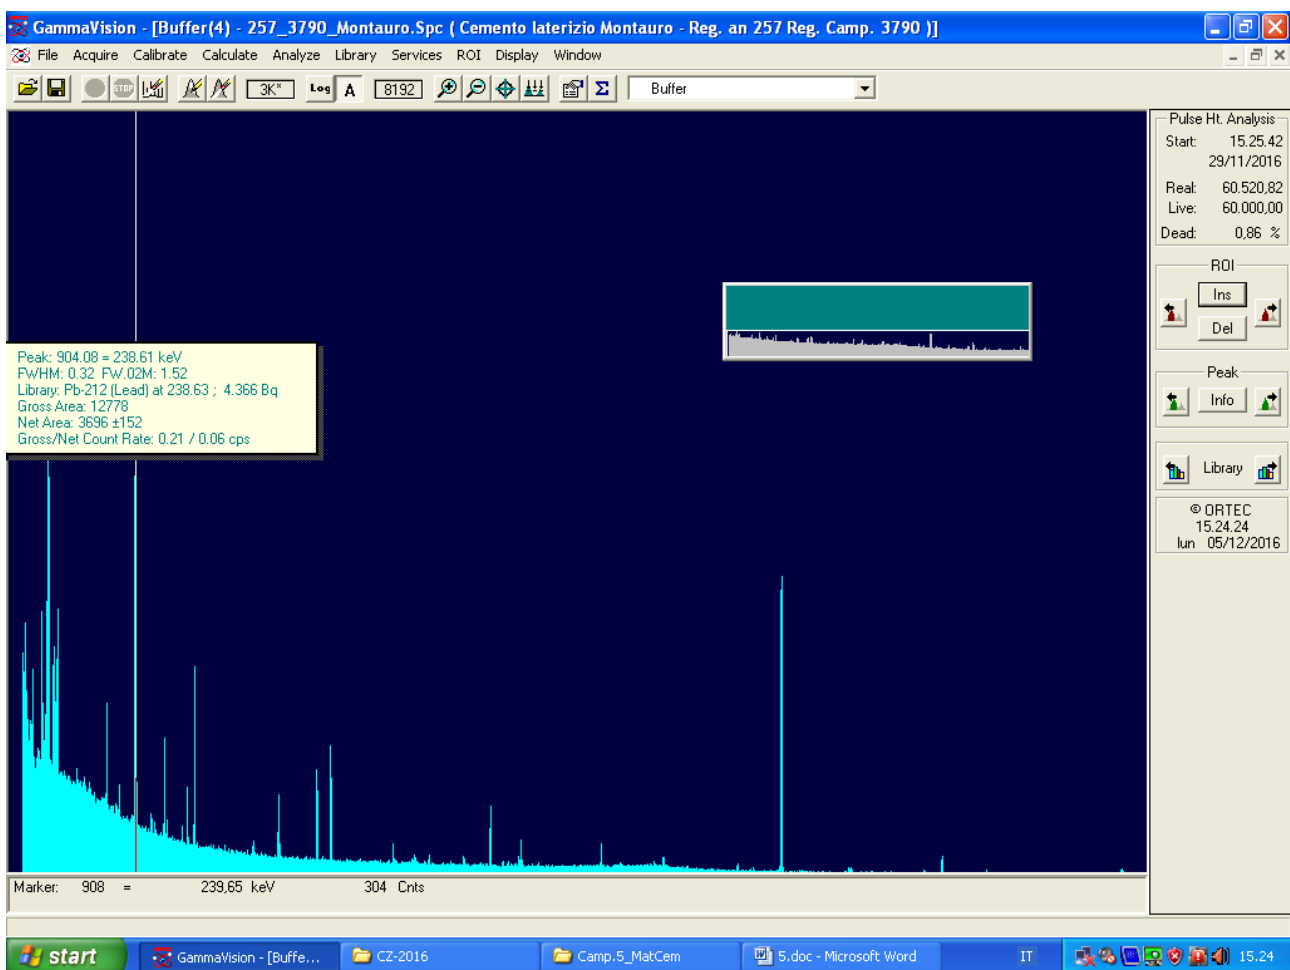 GammaVision - [Buffer(4) - 257_3790_Montauro.Spc ( Cemento laterizio Montauro - Reg. an 257 Reg. Camp. 3790 )]
File Acquire Calibrate Calculate Analyze Library Services ROI Display Window
STOP 3K* Log A 8192 Σ Buffer
Pulse Ht. Analysis
Start: 15.25.42
29/11/2016
Real: 60.520,82
Live: 60.000,00
Dead: 0,86 %
ROI
Ins
Del
Peak
Info
Library
© ORTEC
15.24.24
lun 05/12/2016
Peak: 904.08 = 238.61 keV
FWHM: 0.32 FW.02M: 1.52
Library: Pb-212 (Lead) at 238.63 ; 4.366 Bq
Gross Area: 12778
Net Area: 3696 ±152
Gross/Net Count Rate: 0.21 / 0.06 cps
Marker: 908 = 239,65 keV 304 Cnts
start GammaVision - [Buffe... CZ-2016 Camp.5_MatCem 5.doc - Microsoft Word IT 15.24